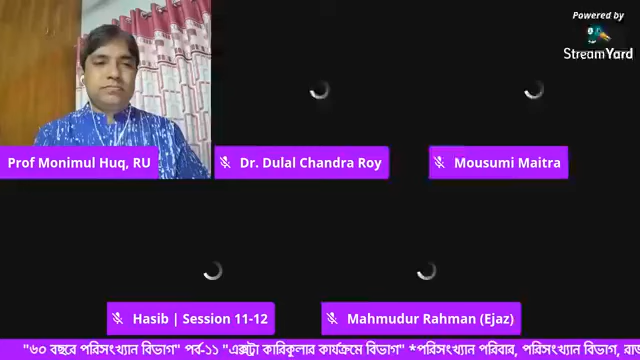 Powered by
StreamYard
Prof Monimul Huq, RU
Dr. Dulal Chandra Roy
Mousumi Maitra
Hasib | Session 11-12
Mahmudur Rahman (Ejaz)
"৬০ বছরে পরিসংখ্যান বিভাগ" পর্ব-১১ "এক্সট্রা কারিকুলার কার্যক্রমে বিভাগ" *পরিসংখ্যান পরিবার, পরিসংখ্যান বিভাগ,